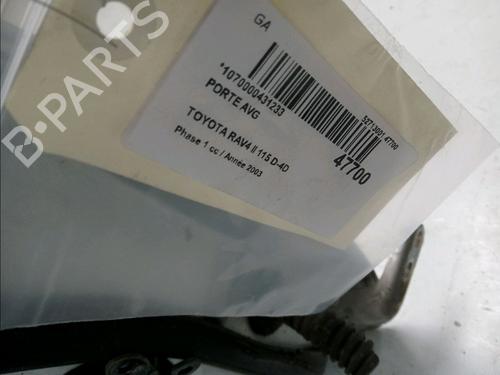 B-PARTS
GA
*1070000431233
PORTE AVG
TOYOTA RAV4 II 115 D-4D
Phase 1 cc / Année 2003
47700